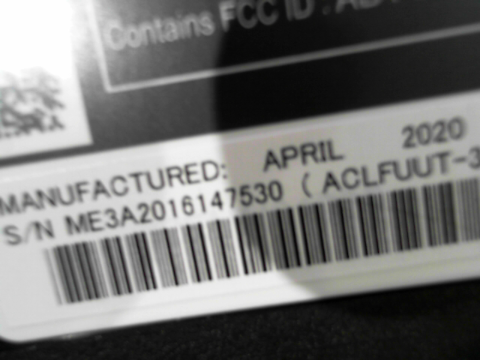 Contains FCC ID :
MANUFACTURED: APRIL 2020
S/N ME3A2016147530 ( ACLFUUT-3